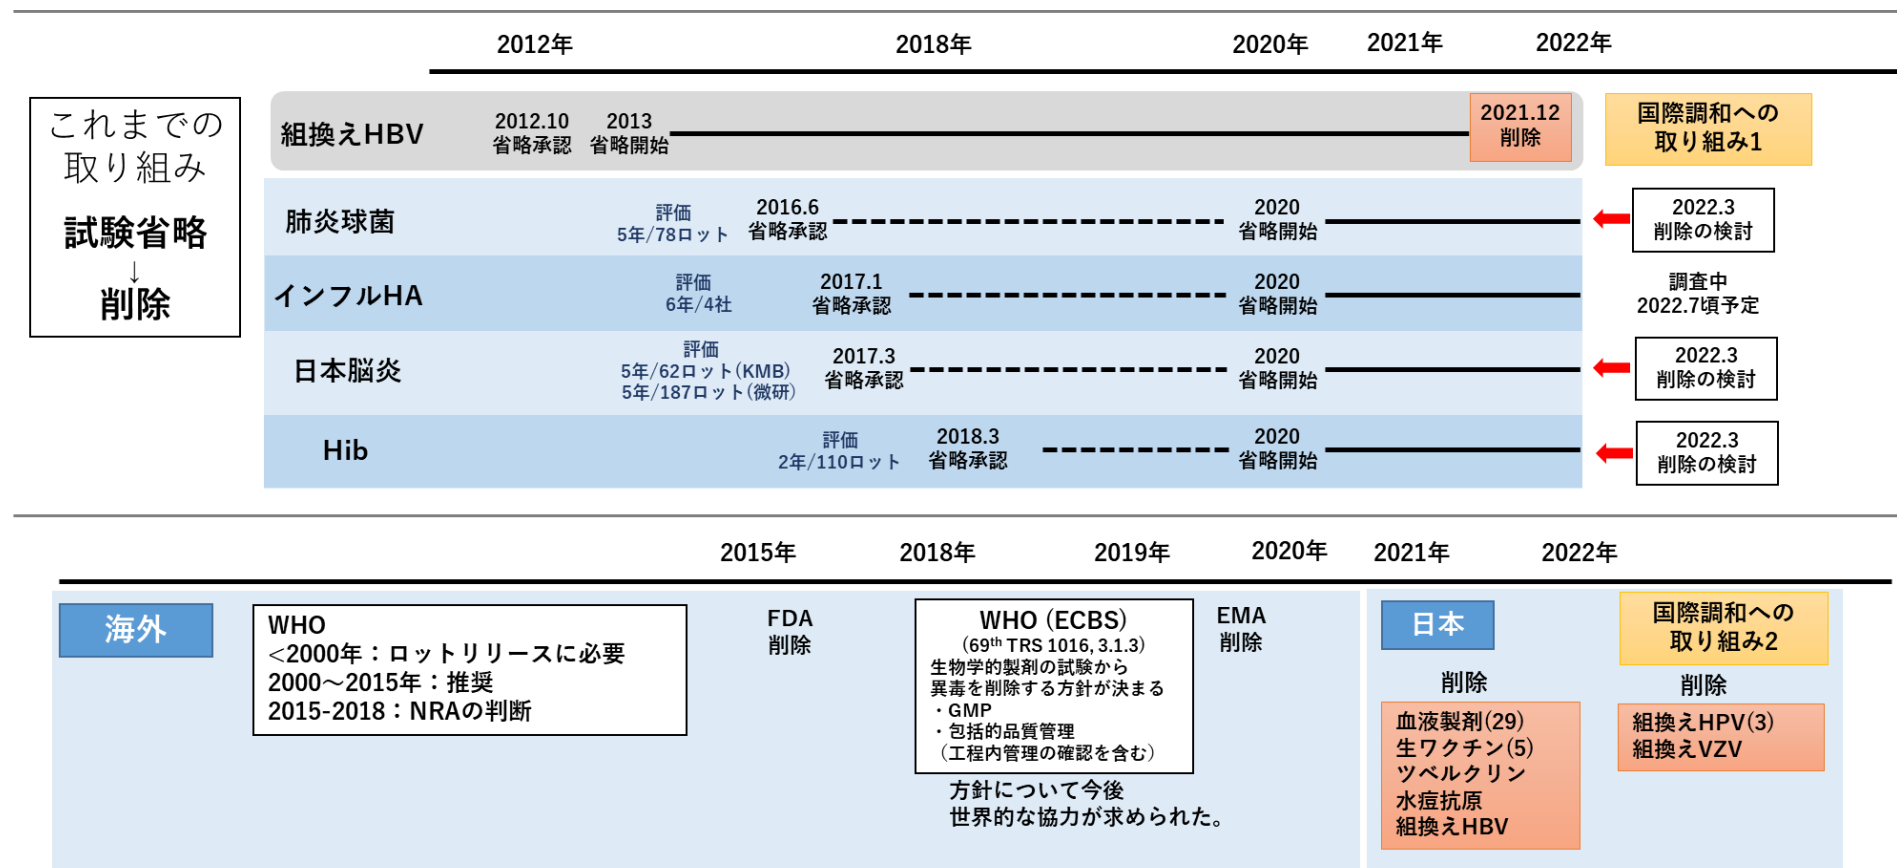 2012年
2018年
2020年
2021年
2022年
これまでの
取り組み
試験省略
↓
削除
組換えHBV
2012.10
省略承認
2013
省略開始
2021.12
削除
国際調和への
取り組み1
肺炎球菌
評価
5年/78ロット
2016.6
省略承認
2020
省略開始
2022.3
削除の検討
インフルHA
評価
6年/4社
2017.1
省略承認
2020
省略開始
調査中
2022.7頃予定
日本脳炎
評価
5年/62ロット(KMB)
5年/187ロット(微研)
2017.3
省略承認
2020
省略開始
2022.3
削除の検討
Hib
評価
2年/110ロット
2018.3
省略承認
2020
省略開始
2022.3
削除の検討
2015年
2018年
2019年
2020年
2021年
2022年
海外
WHO
<2000年：ロットリリースに必要
2000～2015年：推奨
2015-2018：NRAの判断
FDA
削除
WHO (ECBS)
(69th TRS 1016, 3.1.3)
生物学的製剤の試験から
異毒を削除する方針が決まる
・GMP
・包括的品質管理
（工程内管理の確認を含む）
方針について今後
世界的な協力が求められた。
EMA
削除
日本
削除
血液製剤(29)
生ワクチン(5)
ツベルクリン
水痘抗原
組換えHBV
国際調和への
取り組み2
削除
組換えHPV(3)
組換えVZV